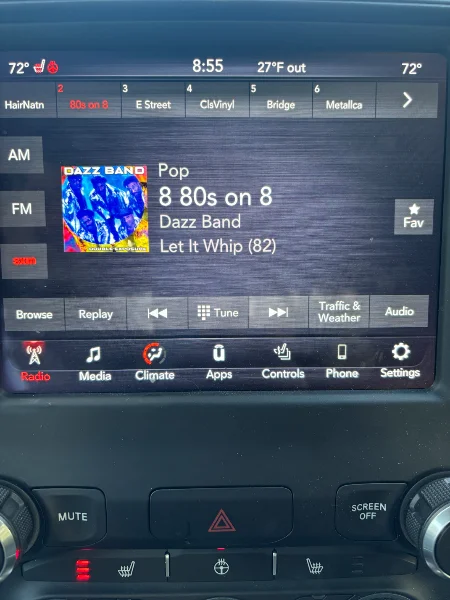 72° 8:55 27°F out 72°
2 3 4 5 6
HairNatn 80s on 8 E Street ClsVinyl Bridge Metallca
AM
FM
SXM
DAZZ BAND
Pop
8 80s on 8
Dazz Band
Let It Whip (82)
Fav
Browse Replay Tune Traffic & Weather Audio
Radio Media Climate Apps Controls Phone Settings
MUTE
SCREEN
OFF